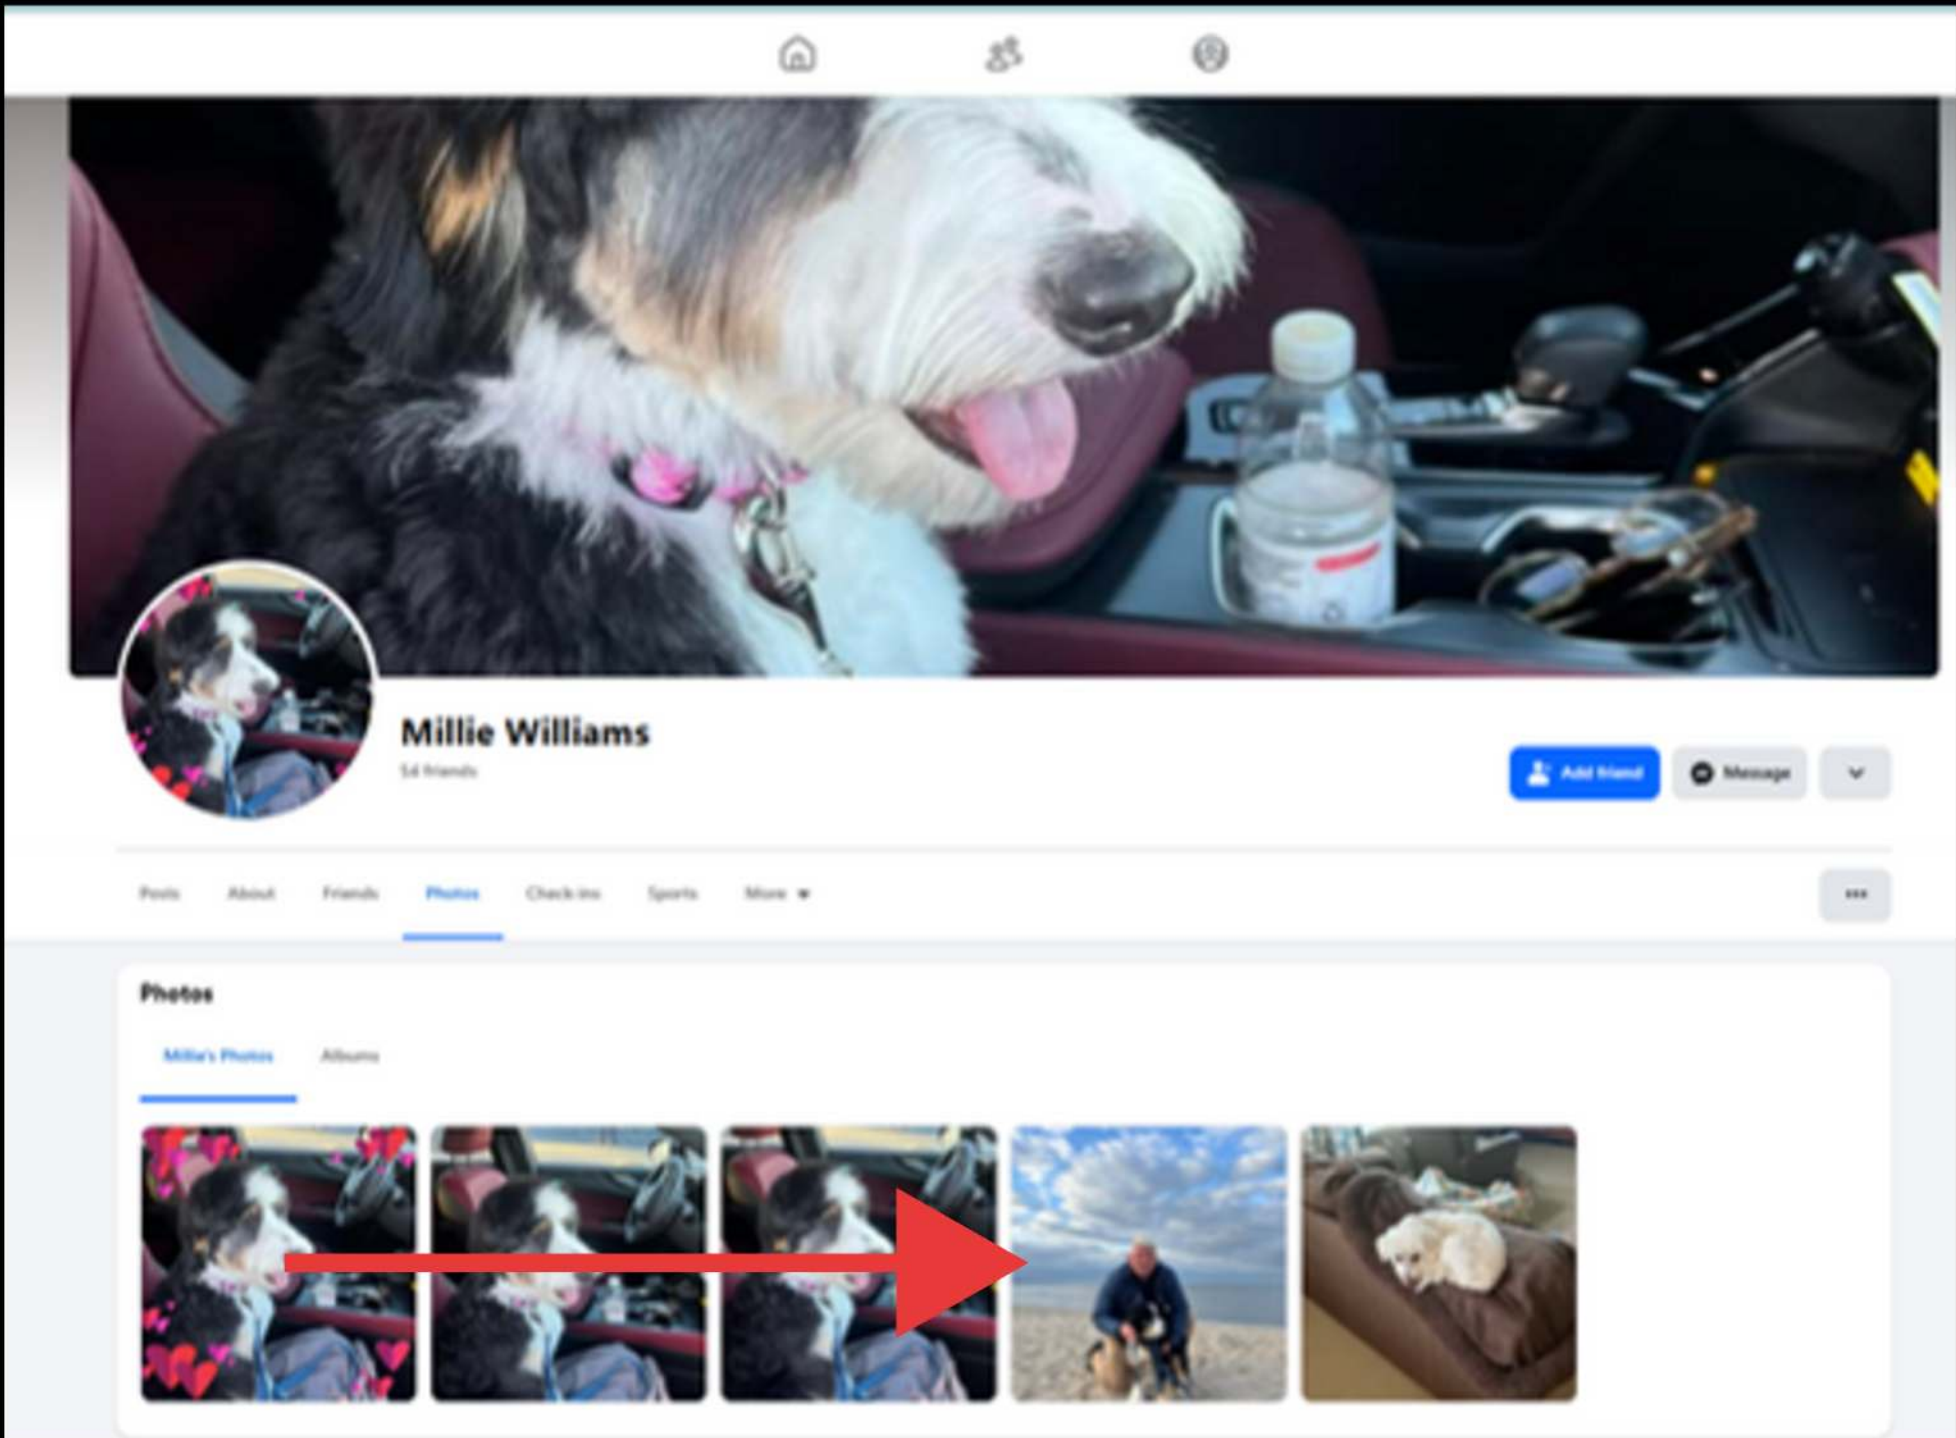 Millie Williams
54 friends
Add friend
Message
Posts About Friends Photos Check-ins Sports More
Photos
Millie's Photos Albums